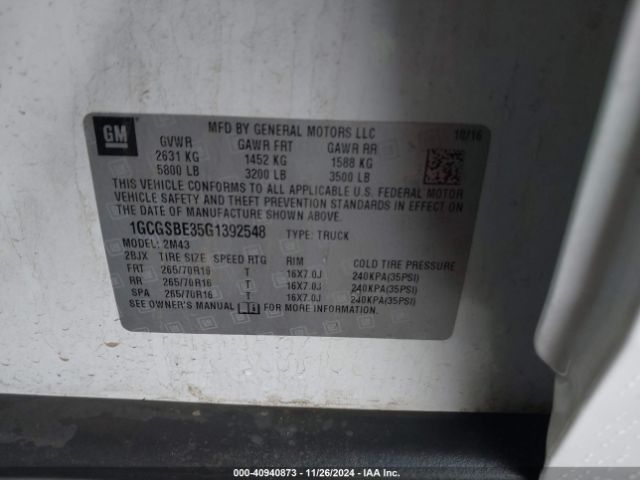 GM
MFD BY GENERAL MOTORS LLC 10/16
GVWR GAWR FRT GAWR RR
2631 KG 1452 KG 1588 KG
5800 LB 3200 LB 3500 LB
THIS VEHICLE CONFORMS TO ALL APPLICABLE U.S. FEDERAL MOTOR
VEHICLE SAFETY AND THEFT PREVENTION STANDARDS IN EFFECT ON
THE DATE OF MANUFACTURE SHOWN ABOVE.
1GCGSBE35G1392548 TYPE: TRUCK
MODEL: 2M43
2BJX TIRE SIZE SPEED RTG RIM COLD TIRE PRESSURE
FRT 265/70R16 T 16X7.0J 240KPA(35PSI)
RR 265/70R16 T 16X7.0J 240KPA(35PSI)
SPA 265/70R16 T 16X7.0J 240KPA(35PSI)
SEE OWNER'S MANUAL FOR MORE INFORMATION.
000-40940873 - 11/26/2024 - IAA Inc.